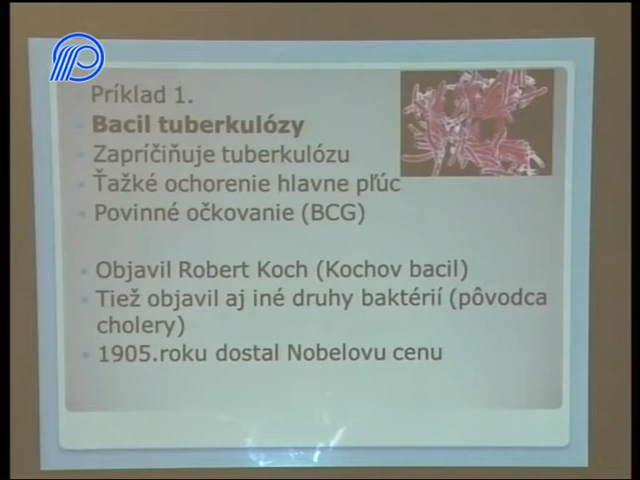 Príklad 1.
Bacil tuberkulózy
Zapríčiňuje tuberkulózu
Ťažké ochorenie hlavne pľúc
Povinné očkovanie (BCG)
Objavil Robert Koch (Kochov bacil)
Tiež objavil aj iné druhy baktérií (pôvodca
cholery)
1905.roku dostal Nobelovu cenu